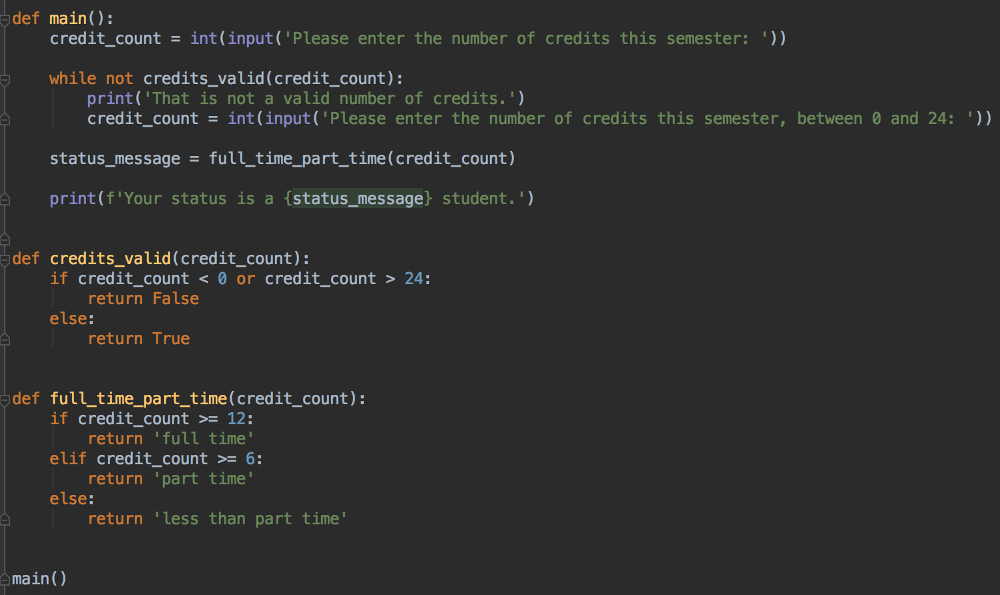 def main():
    credit_count = int(input('Please enter the number of credits this semester: '))
    while not credits_valid(credit_count):
        print('That is not a valid number of credits.')
        credit_count = int(input('Please enter the number of credits this semester, between 0 and 24: '))
    status_message = full_time_part_time(credit_count)
    print(f'Your status is a {status_message} student.')
def credits_valid(credit_count):
    if credit_count < 0 or credit_count > 24:
        return False
    else:
        return True
def full_time_part_time(credit_count):
    if credit_count >= 12:
        return 'full time'
    elif credit_count >= 6:
        return 'part time'
    else:
        return 'less than part time'
main()